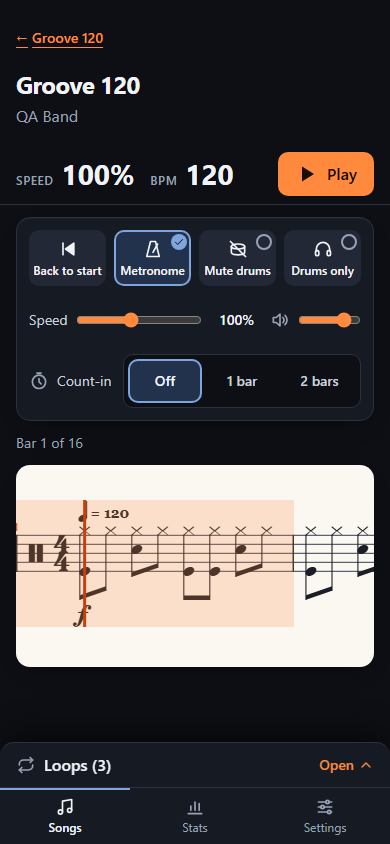 ← Groove 120
Groove 120
QA Band
SPEED 100% BPM 120 Play
Back to start Metronome Mute drums Drums only
Speed 100%
Count-in Off 1 bar 2 bars
Bar 1 of 16
= 120
4
4
f
Loops (3) Open
Songs Stats Settings